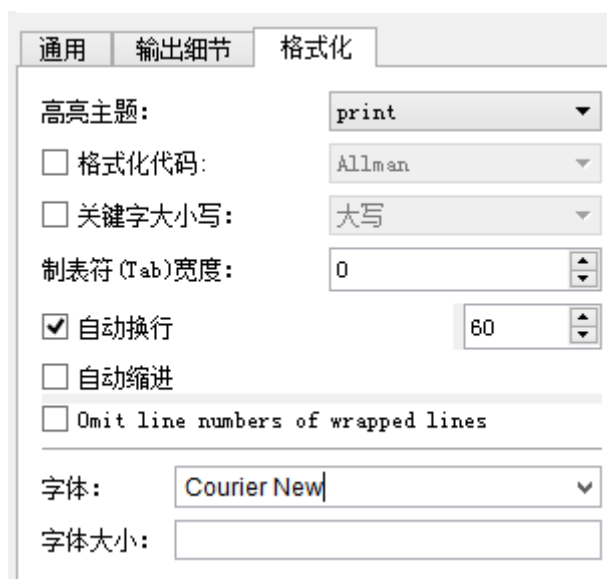 通用 输出细节 格式化
高亮主题: print
格式化代码: Allman
关键字大小写: 大写
制表符(Tab)宽度: 0
自动换行 60
自动缩进
Omit line numbers of wrapped lines
字体: Courier New
字体大小: